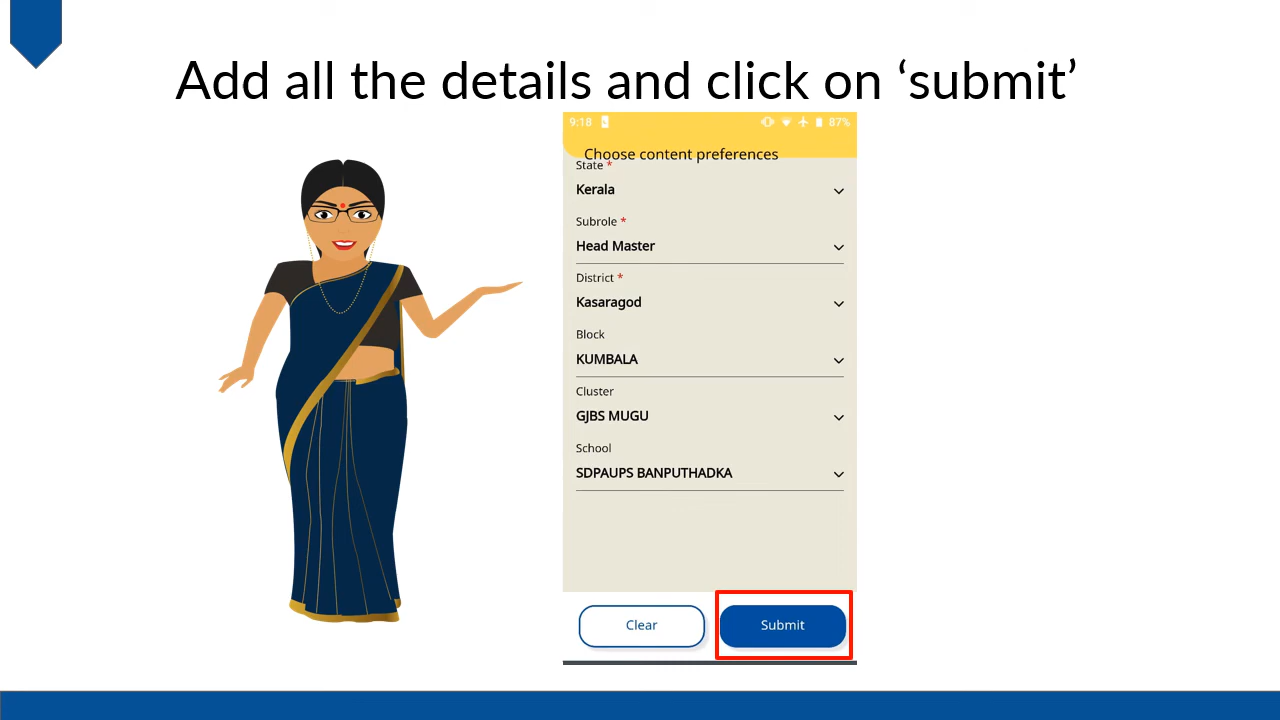 Add all the details and click on ‘submit’
9:18 87%
Choose content preferences
State *
Kerala
Subrole *
Head Master
District *
Kasaragod
Block
KUMBALA
Cluster
GJBS MUGU
School
SDPAUPS BANPUTHADKA
Clear Submit